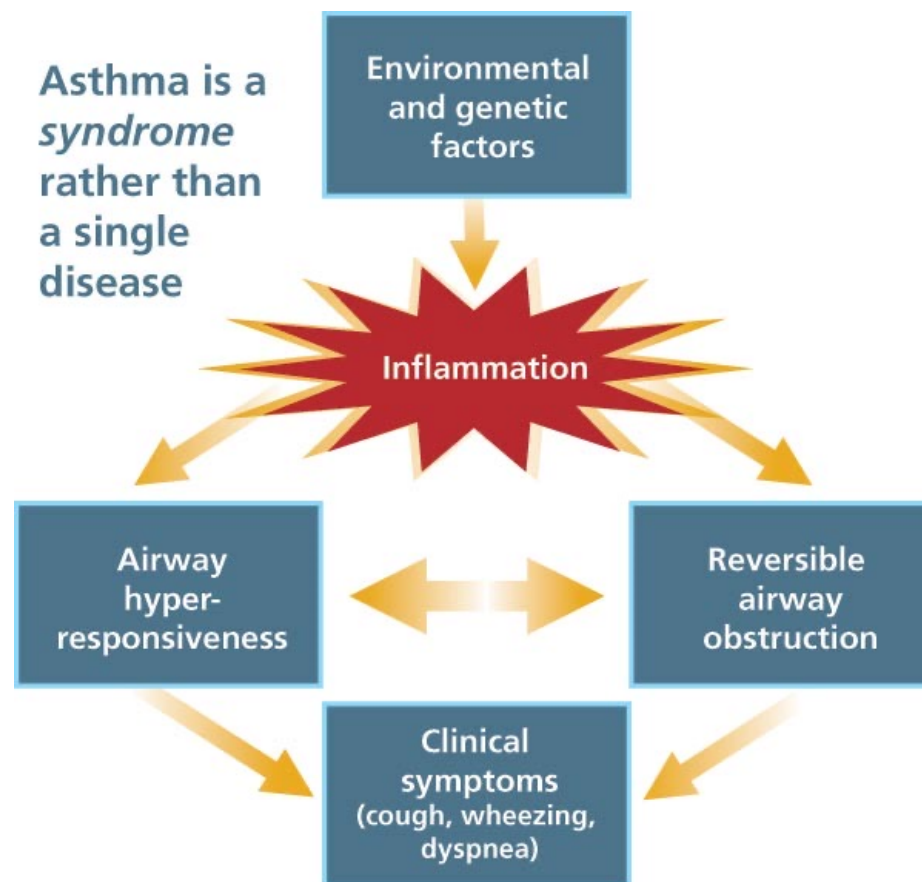 Asthma is a
syndrome
rather than
a single
disease
Environmental
and genetic
factors
Inflammation
Airway
hyper-
responsiveness
Reversible
airway
obstruction
Clinical
symptoms
(cough, wheezing,
dyspnea)